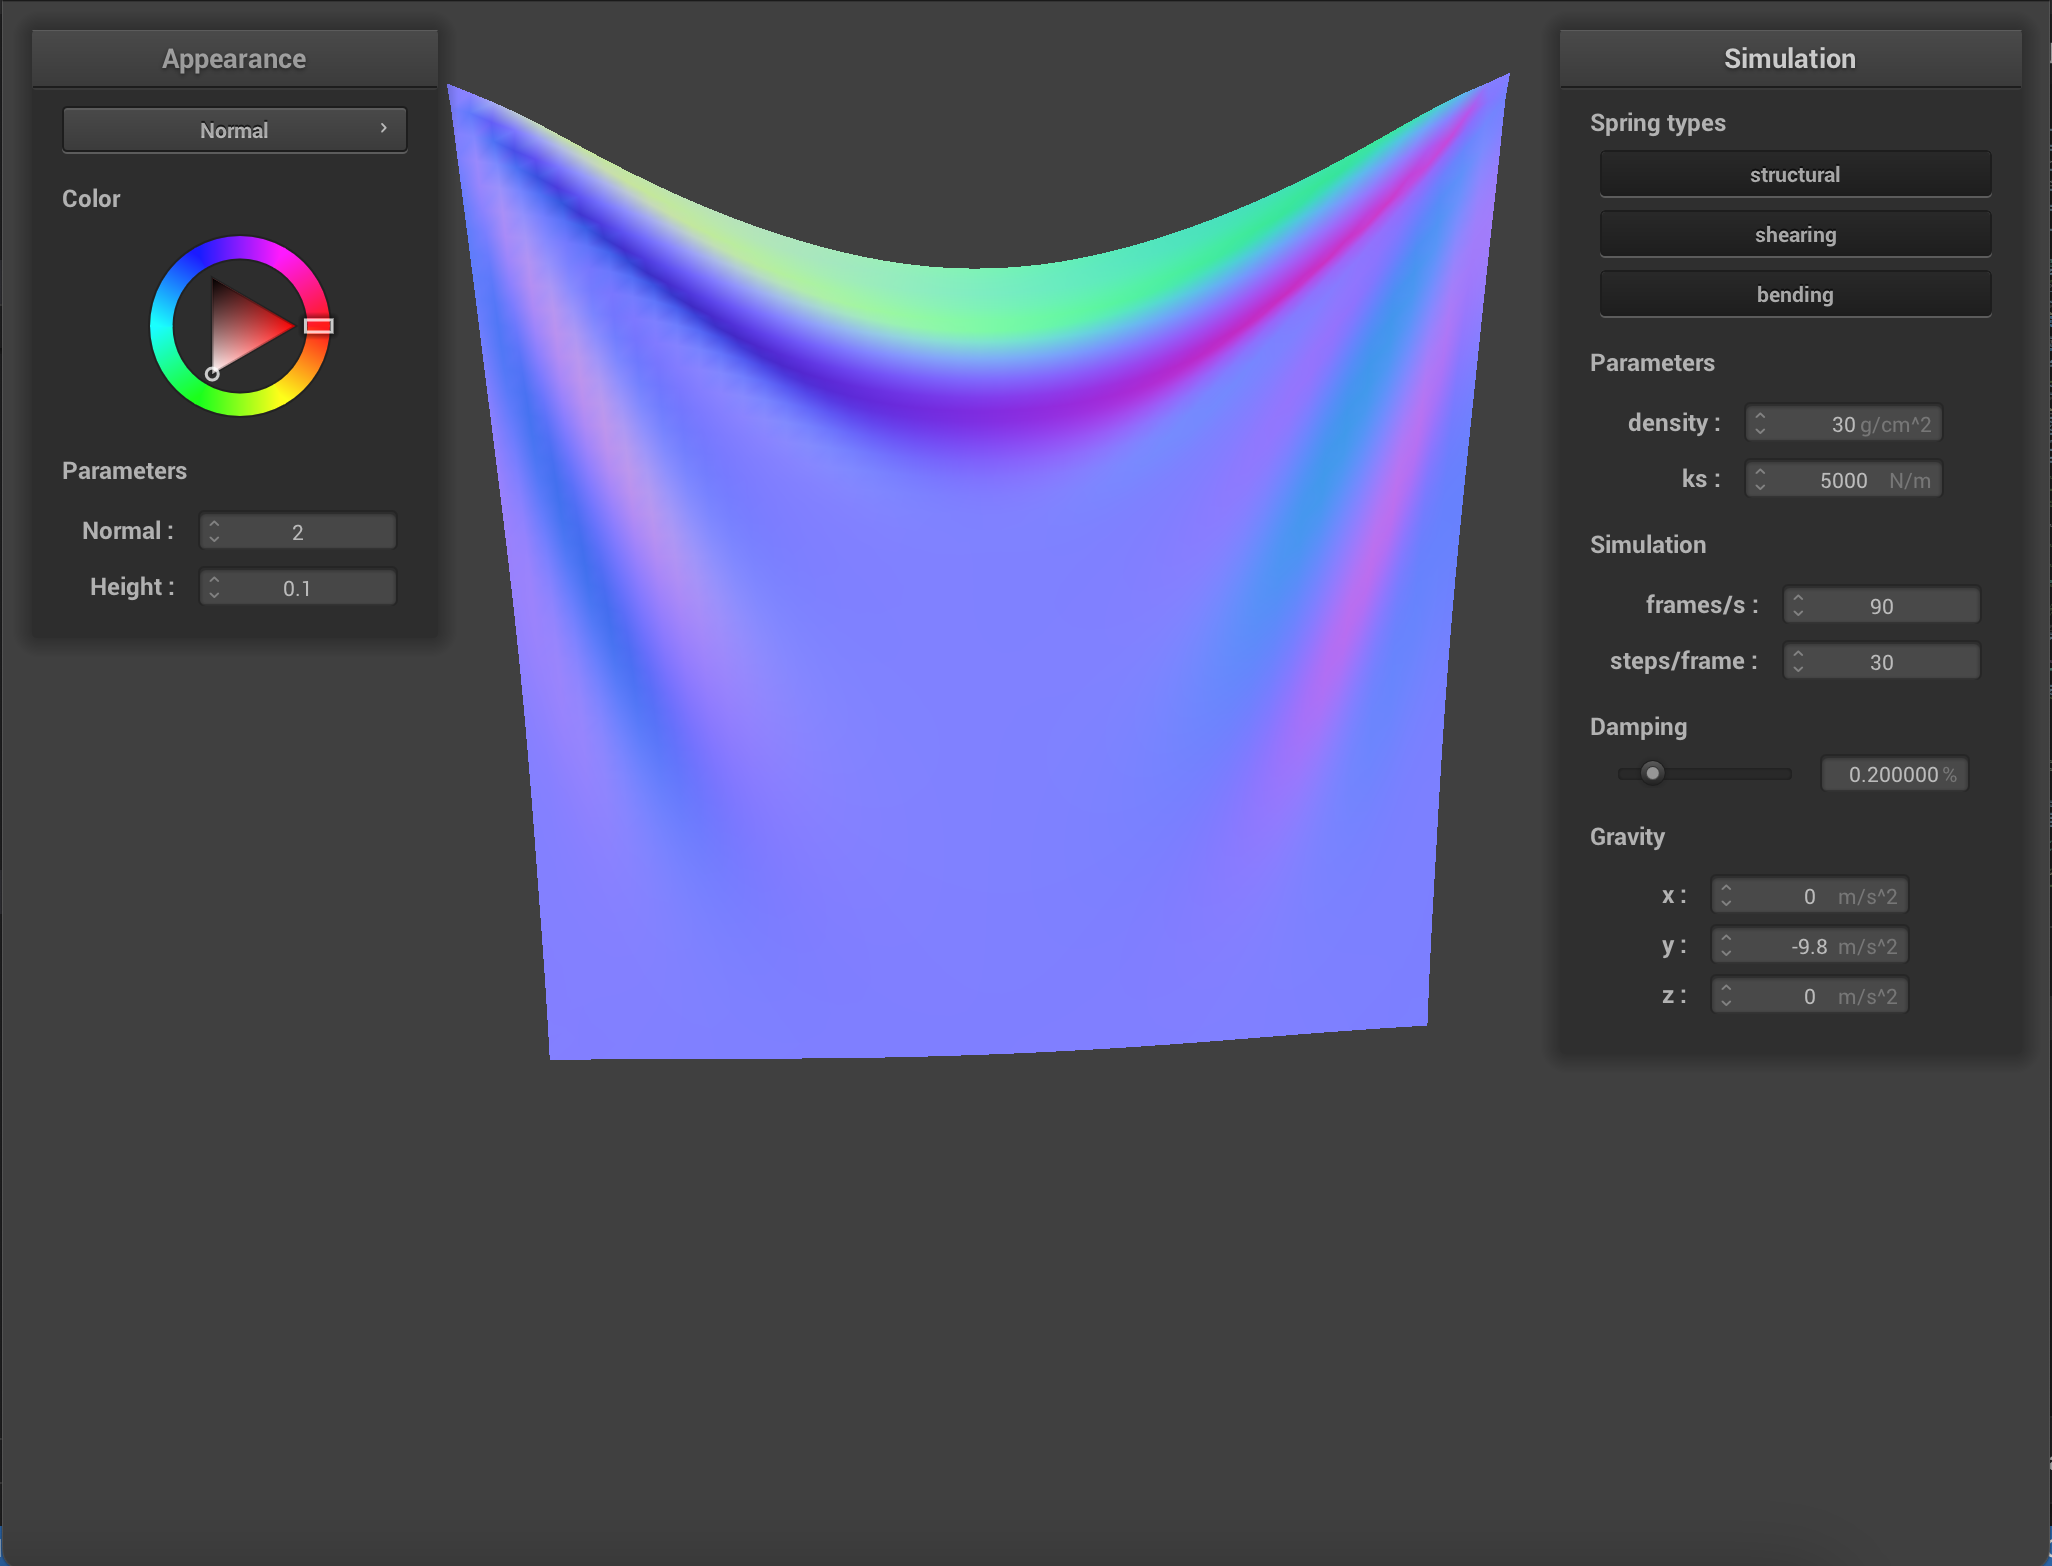 Appearance
Normal
Color
Parameters
Normal : 2
Height : 0.1
Simulation
Spring types
structural
shearing
bending
Parameters
density : 30 g/cm^2
ks : 5000 N/m
Simulation
frames/s : 90
steps/frame : 30
Damping
0.200000 %
Gravity
x : 0 m/s^2
y : -9.8 m/s^2
z : 0 m/s^2